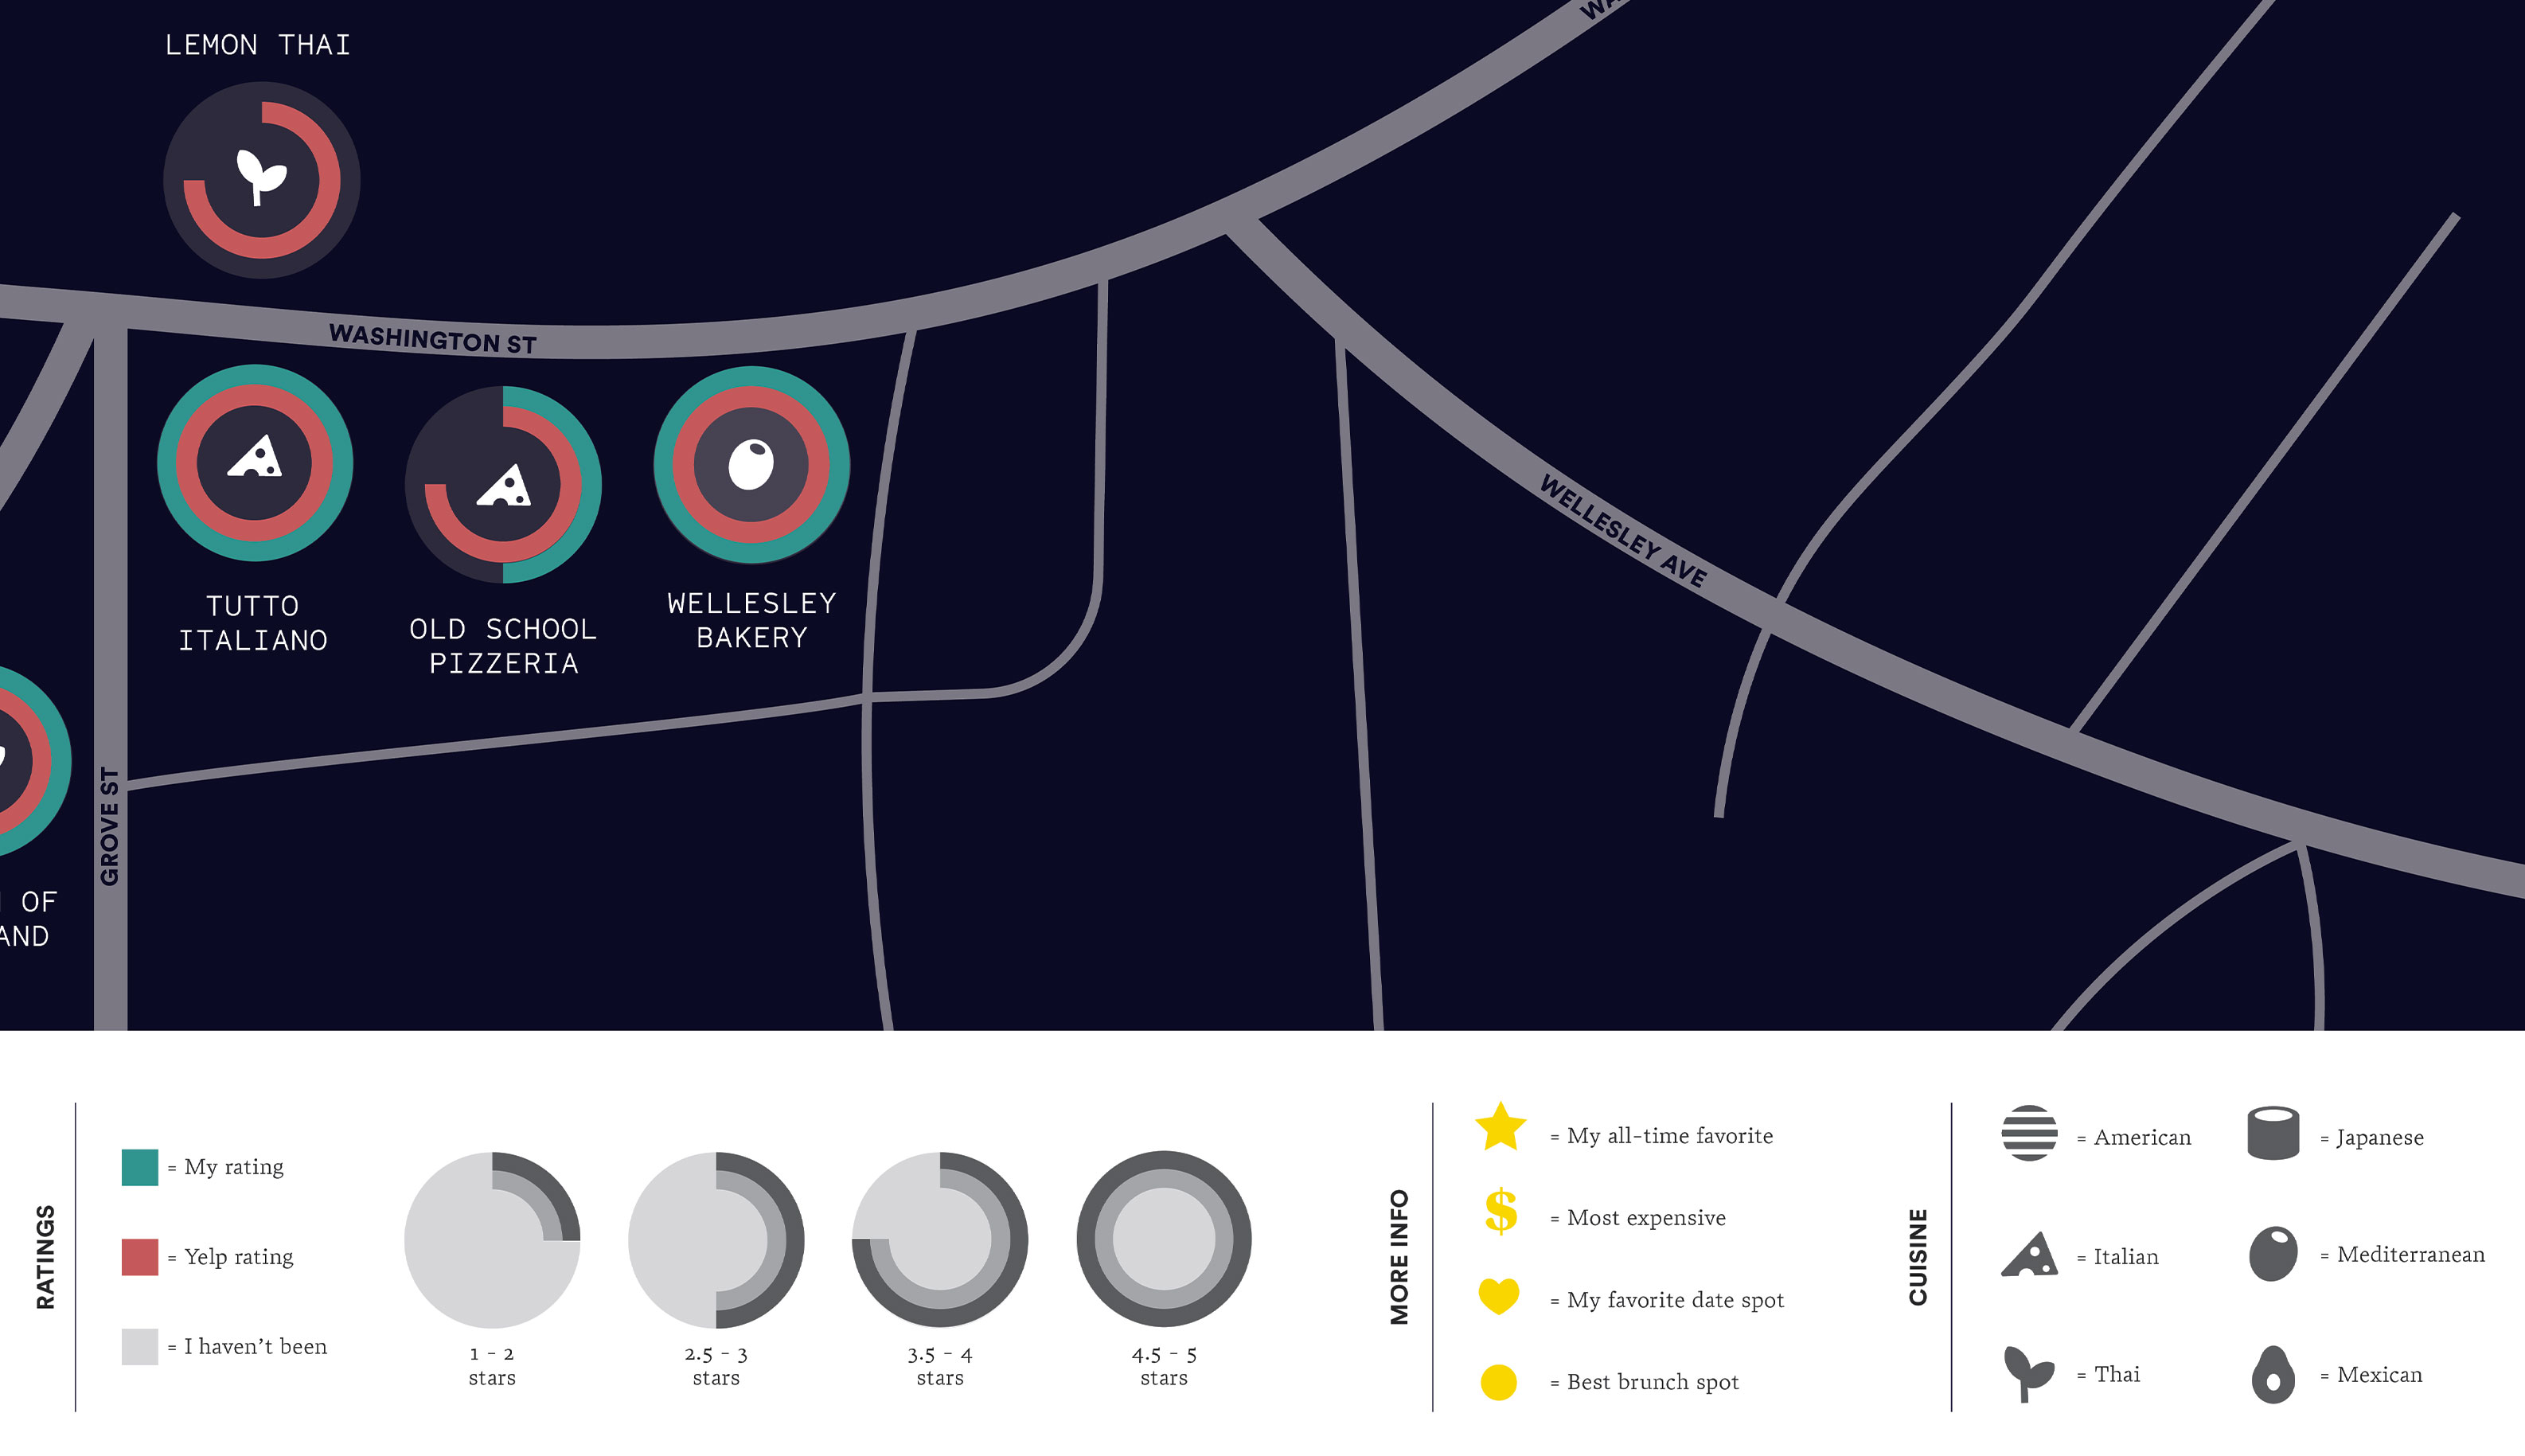 WA
LEMON THAI
WASHINGTON ST
TUTTO
ITALIANO
OLD SCHOOL
PIZZERIA
WELLESLEY
BAKERY
WELLESLEY AVE
GROVE ST
OF
AND
RATINGS
= My rating
= Yelp rating
= I haven't been
1 - 2
stars
2.5 - 3
stars
3.5 - 4
stars
4.5 - 5
stars
MORE INFO
= My all-time favorite
$
= Most expensive
= My favorite date spot
= Best brunch spot
CUISINE
= American
= Italian
= Thai
= Japanese
= Mediterranean
= Mexican